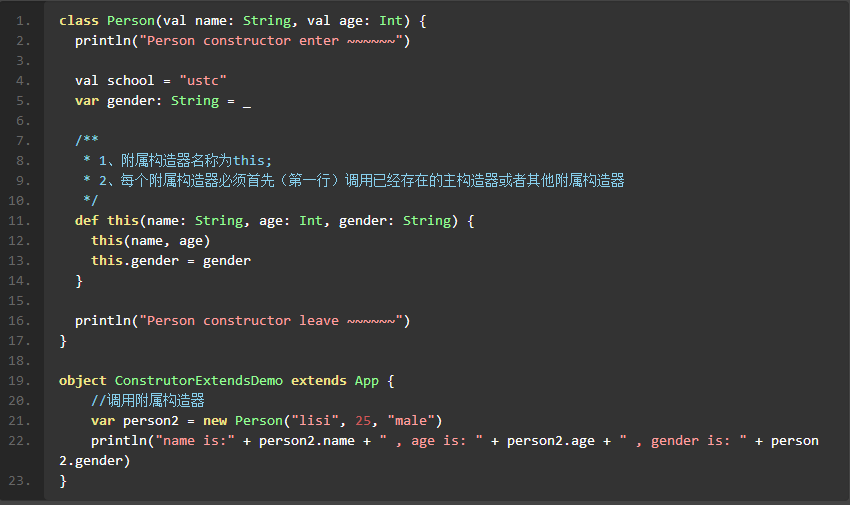 1. class Person(val name: String, val age: Int) {
2.   println("Person constructor enter ~~~~~~")
3.
4.   val school = "ustc"
5.   var gender: String = _
6.
7.   /**
8.    * 1、附属构造器名称为this;
9.    * 2、每个附属构造器必须首先（第一行）调用已经存在的主构造器或者其他附属构造器
10.    */
11.   def this(name: String, age: Int, gender: String) {
12.     this(name, age)
13.     this.gender = gender
14.   }
15.
16.   println("Person constructor leave ~~~~~~")
17. }
18.
19. object ConstrutorExtendsDemo extends App {
20.     //调用附属构造器
21.     var person2 = new Person("lisi", 25, "male")
22.     println("name is:" + person2.name + " , age is: " + person2.age + " , gender is: " + person
2.gender)
23. }